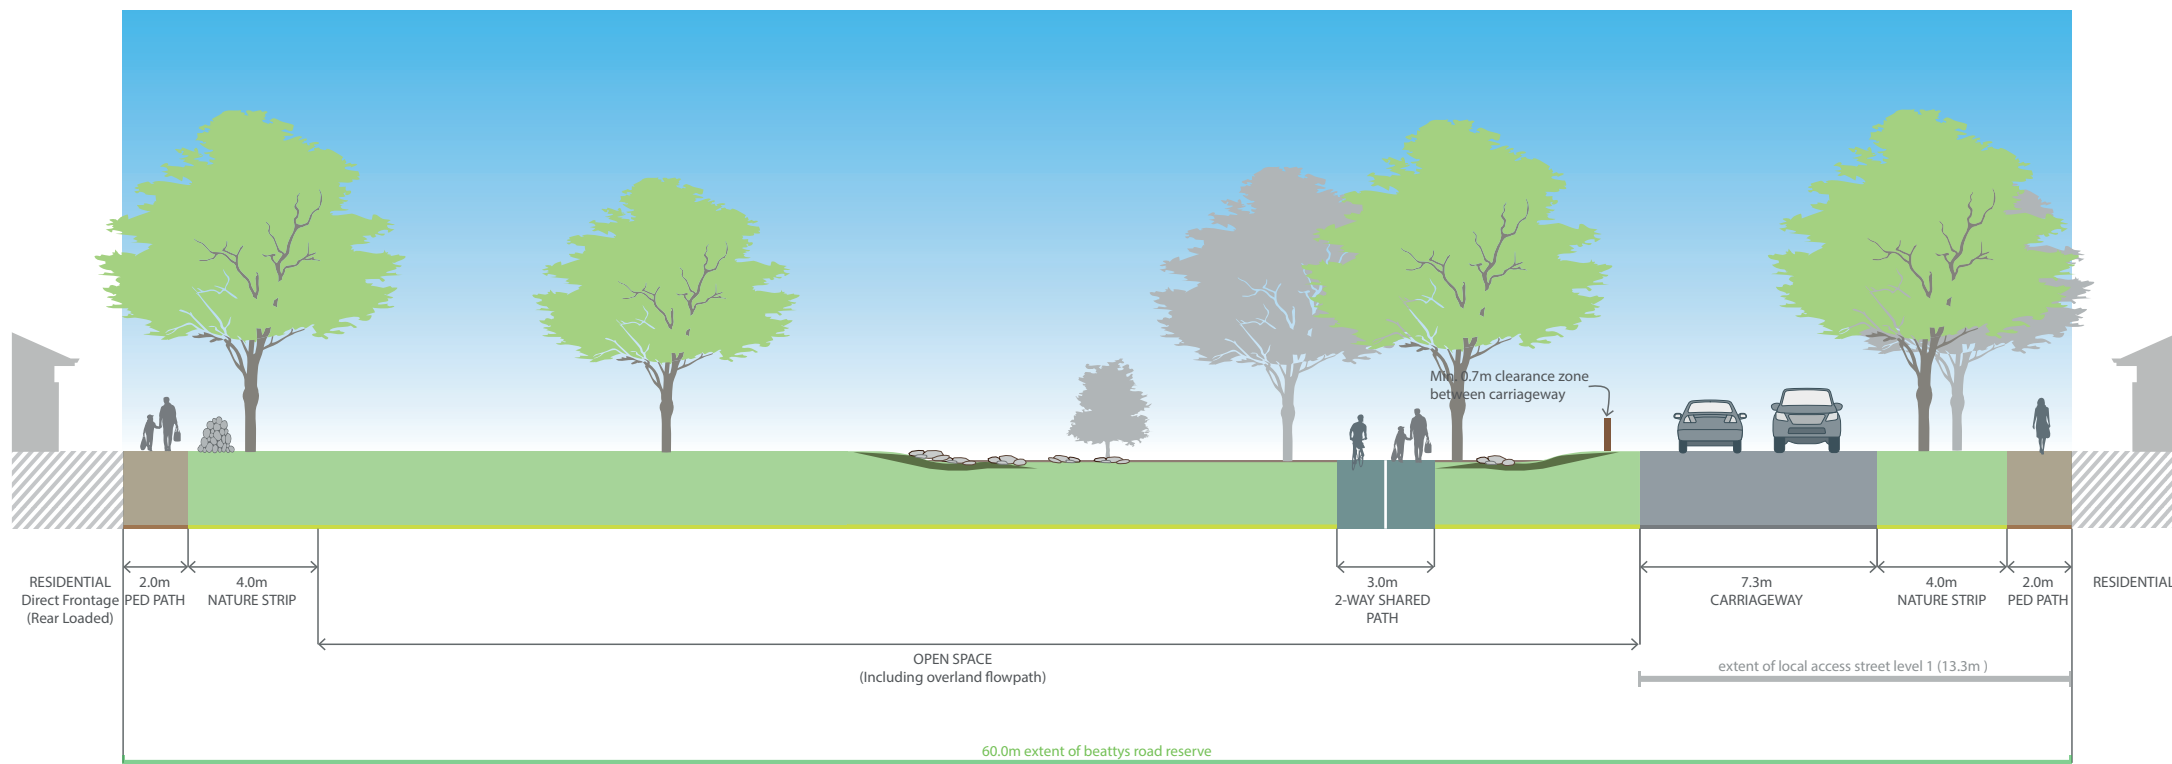 Min. 0.7m clearance zone
between carriageway
RESIDENTIAL
Direct Frontage
(Rear Loaded)
2.0m
PED PATH
4.0m
NATURE STRIP
3.0m
2-WAY SHARED
PATH
7.3m
CARRIAGEWAY
4.0m
NATURE STRIP
2.0m
PED PATH
RESIDENTIAL
OPEN SPACE
(Including overland flowpath)
extent of local access street level 1 (13.3m )
60.0m extent of beattys road reserve